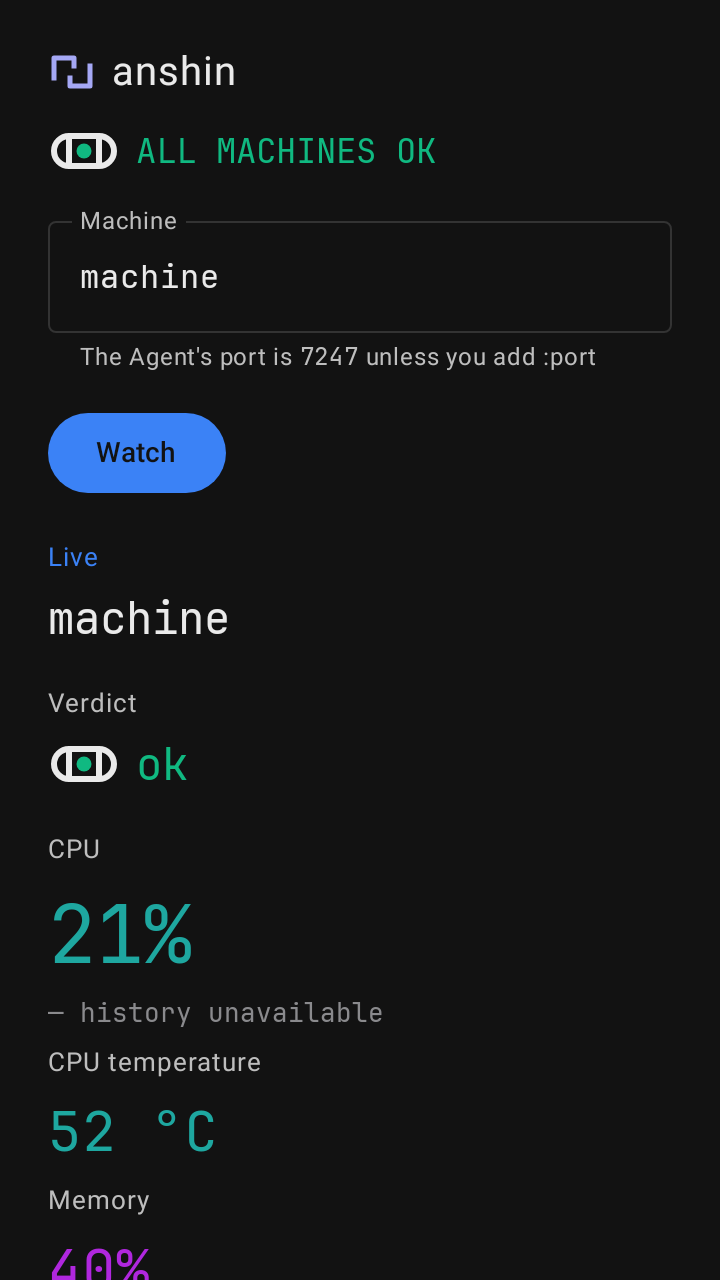 anshin
ALL MACHINES OK
Machine
machine
The Agent's port is 7247 unless you add :port
Watch
Live
machine
Verdict
ok
CPU
21%
— history unavailable
CPU temperature
52 °C
Memory
40%